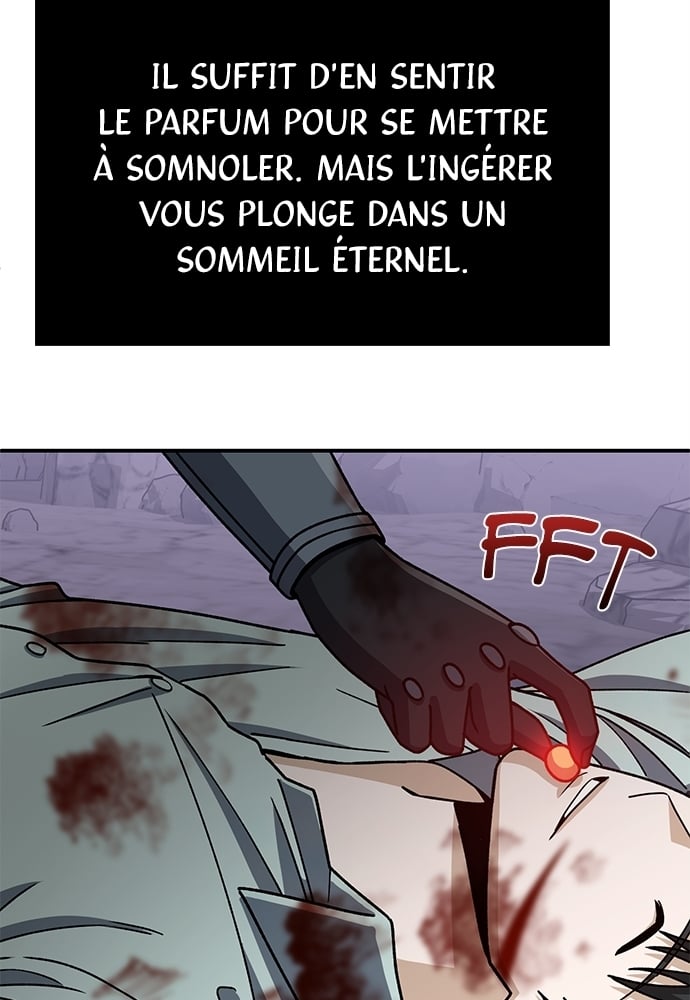 IL SUFFIT D'EN SENTIR
LE PARFUM POUR SE METTRE
À SOMNOLER. MAIS L'INGÉRER
VOUS PLONGE DANS UN
SOMMEIL ÉTERNEL.
FFT